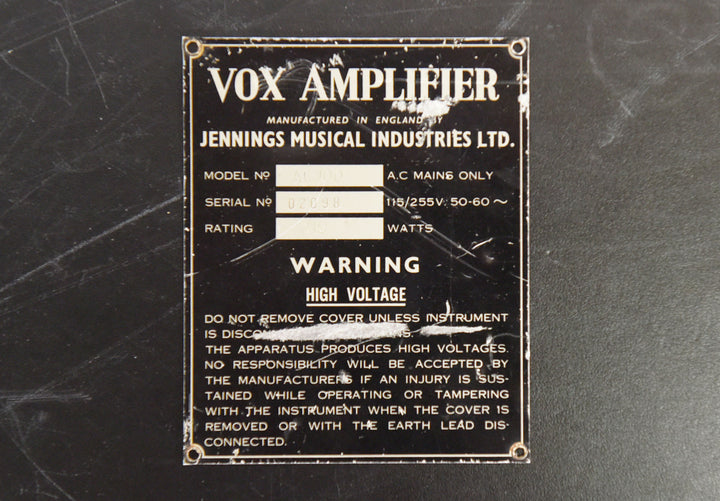 VOX AMPLIFIER
MANUFACTURED IN ENGLAND BY
JENNINGS MUSICAL INDUSTRIES LTD.
MODEL Nº A.C MAINS ONLY
SERIAL Nº 02098 115/255V. 50-60~
RATING WATTS
WARNING
HIGH VOLTAGE
DO NOT REMOVE COVER UNLESS INSTRUMENT
IS
THE APPARATUS PRODUCES HIGH VOLTAGES.
NO RESPONSIBILITY WILL BE ACCEPTED BY
THE MANUFACTURERS IF AN INJURY IS SUS-
TAINED WHILE OPERATING OR TAMPERING
WITH THE INSTRUMENT WHEN THE COVER IS
REMOVED OR WITH THE EARTH LEAD DIS-
CONNECTED.